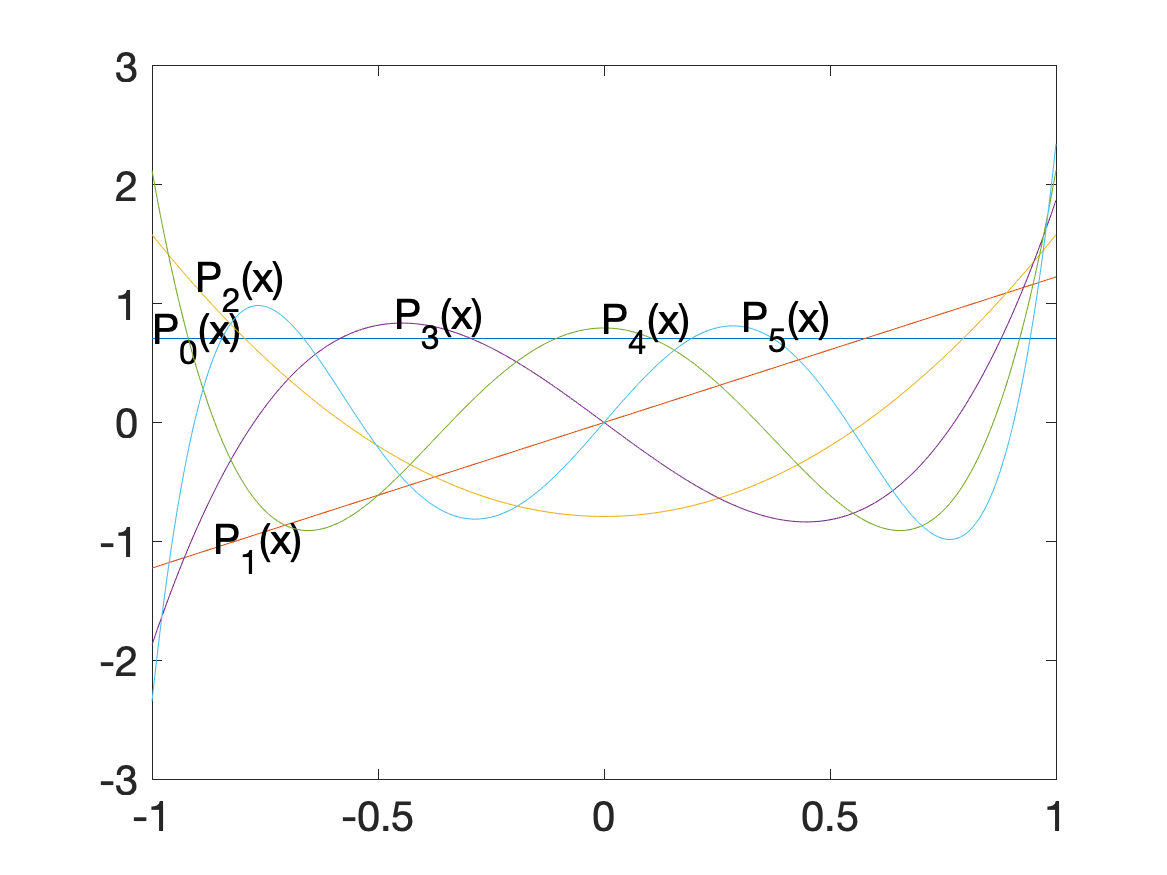 3
2
P₂(x)
1
P₀(x)
P₃(x)
P₄(x)
P₅(x)
0
P₁(x)
-1
-2
-3
-1 -0.5 0 0.5 1